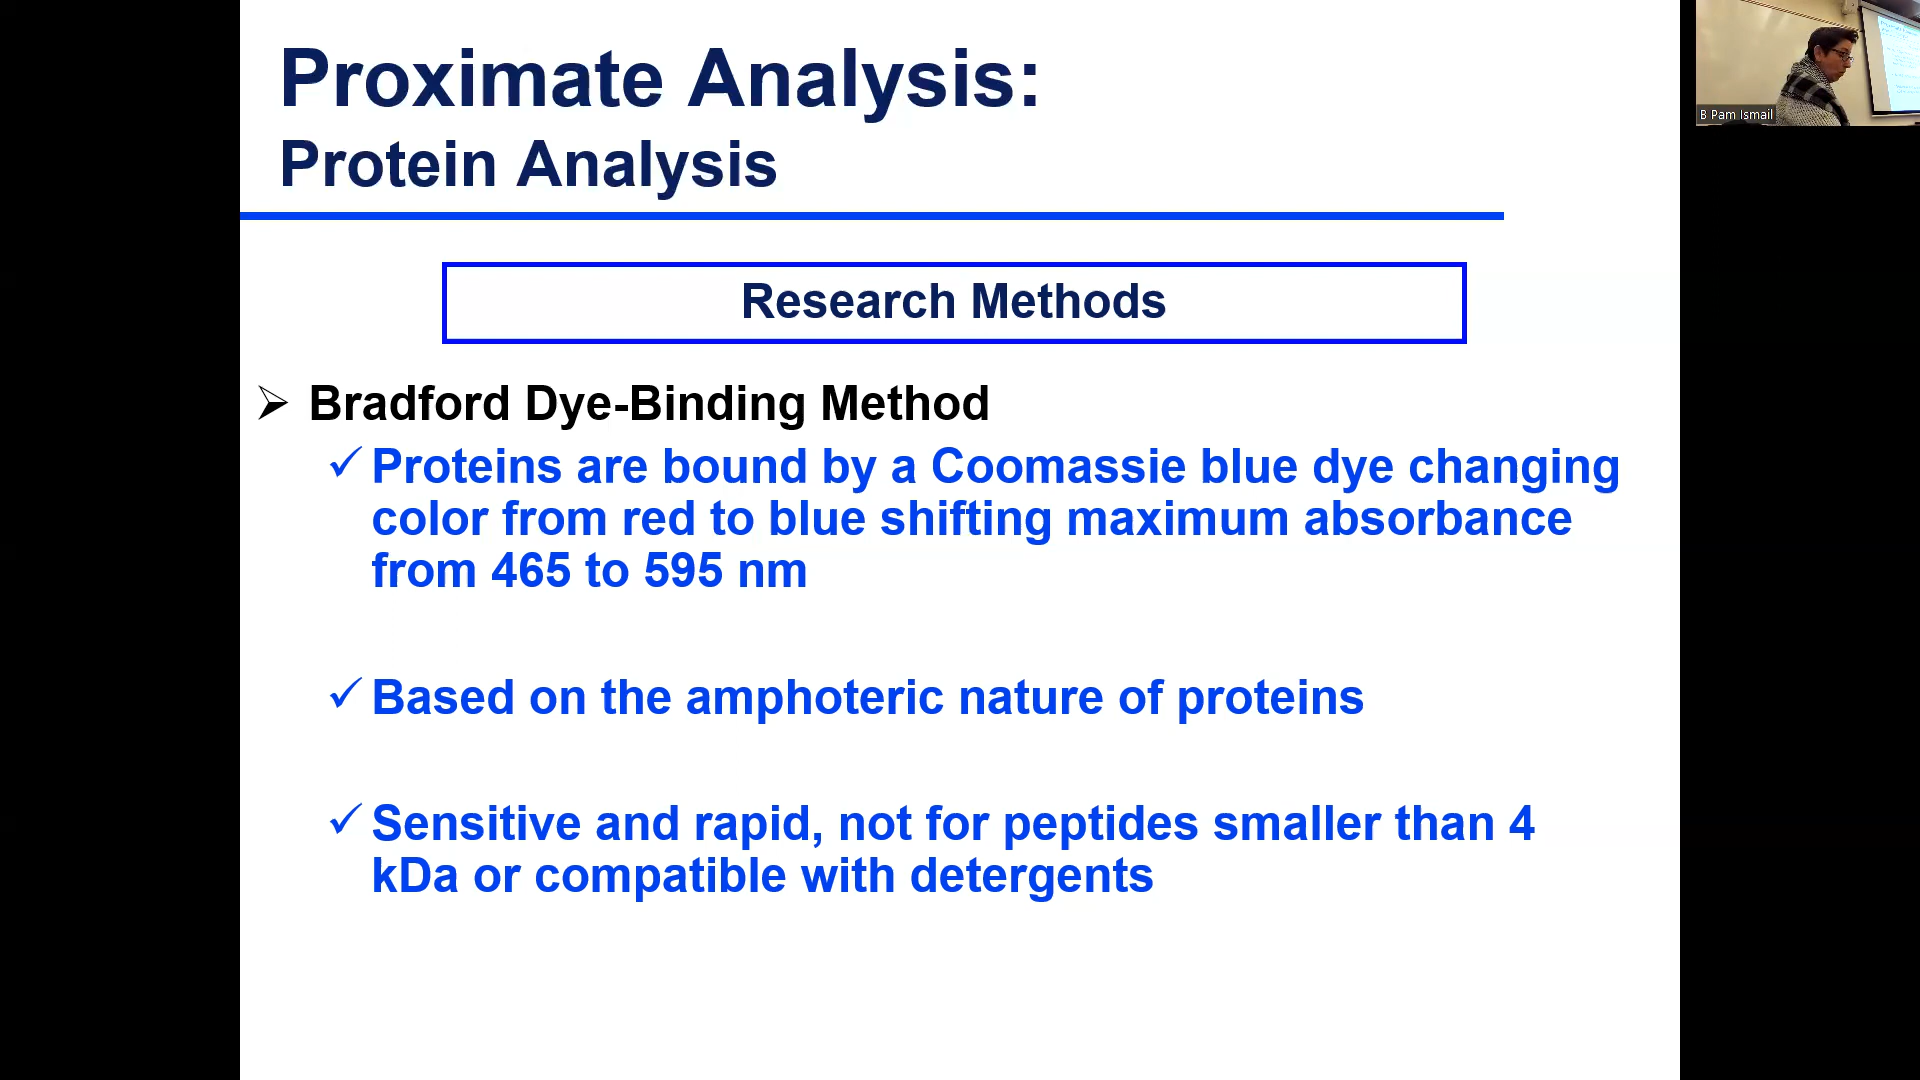 Proximate Analysis:
Protein Analysis
B Pam Ismail
Research Methods
➢ Bradford Dye-Binding Method
✓ Proteins are bound by a Coomassie blue dye changing
color from red to blue shifting maximum absorbance
from 465 to 595 nm
✓ Based on the amphoteric nature of proteins
✓ Sensitive and rapid, not for peptides smaller than 4
kDa or compatible with detergents